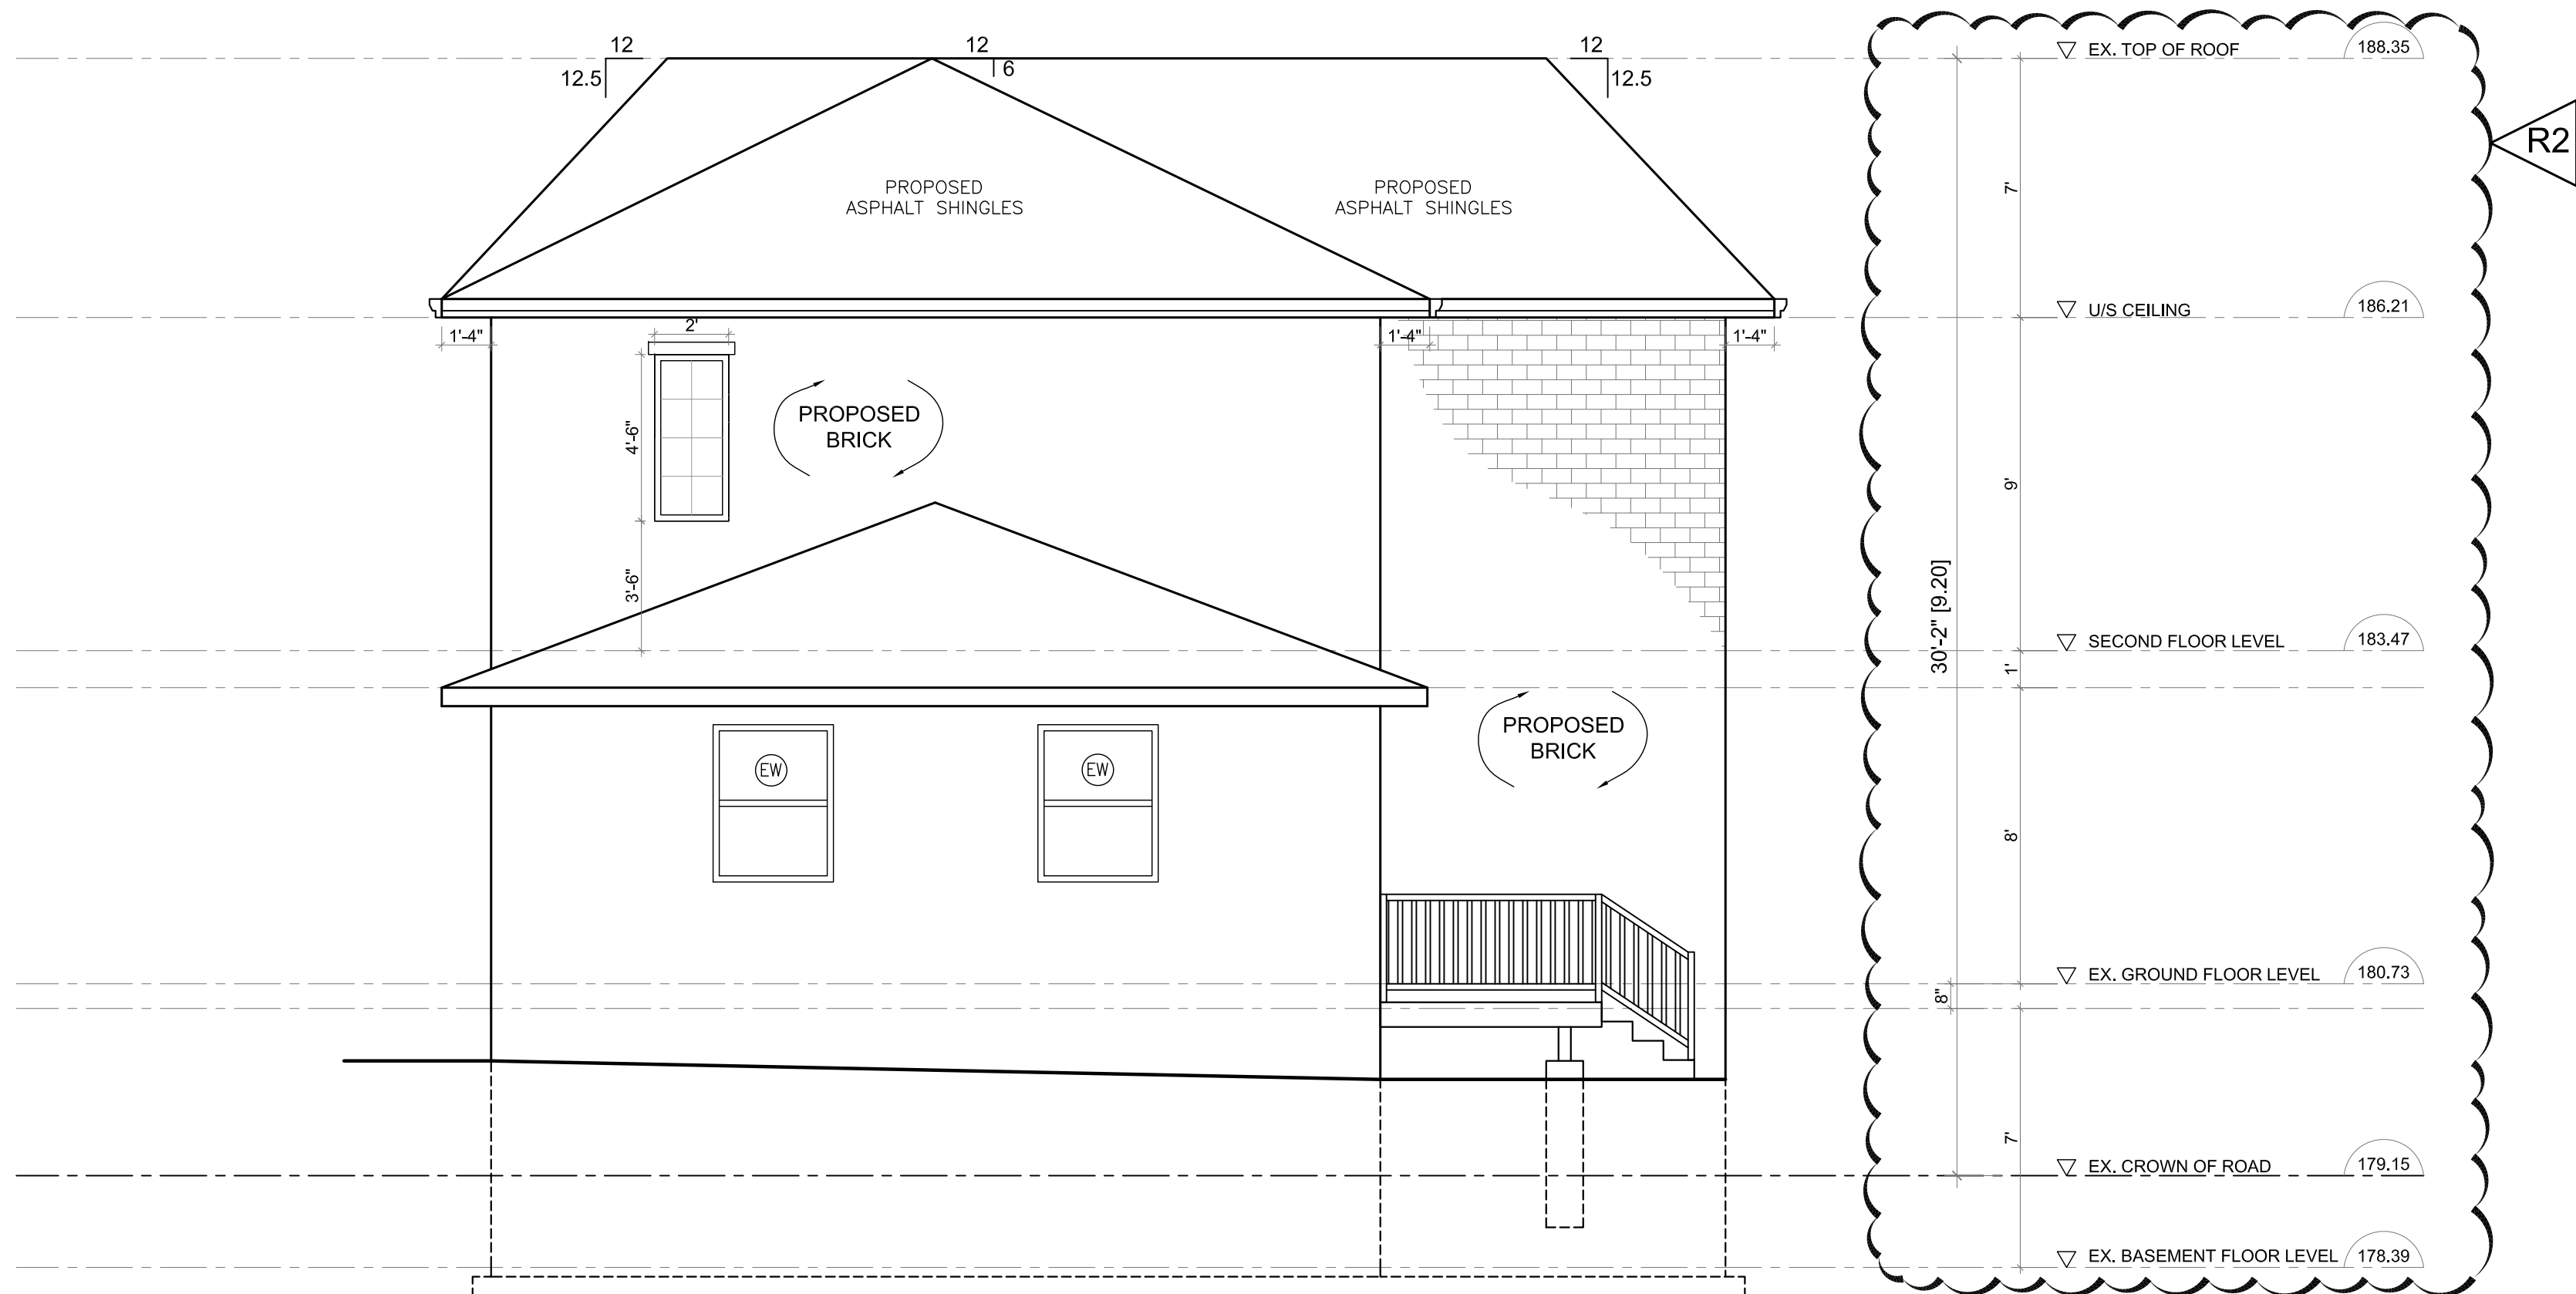 12
12
12
12.5
6
12.5
EX. TOP OF ROOF
188.35
R2
PROPOSED
ASPHALT SHINGLES
PROPOSED
ASPHALT SHINGLES
7'
U/S CEILING
186.21
1'-4"
2'
1'-4"
1'-4"
4'-6"
PROPOSED
BRICK
9'
3'-6"
30'-2" [9.20]
SECOND FLOOR LEVEL
183.47
1'
PROPOSED
BRICK
EW
EW
8'
EX. GROUND FLOOR LEVEL
180.73
8"
7'
EX. CROWN OF ROAD
179.15
EX. BASEMENT FLOOR LEVEL
178.39